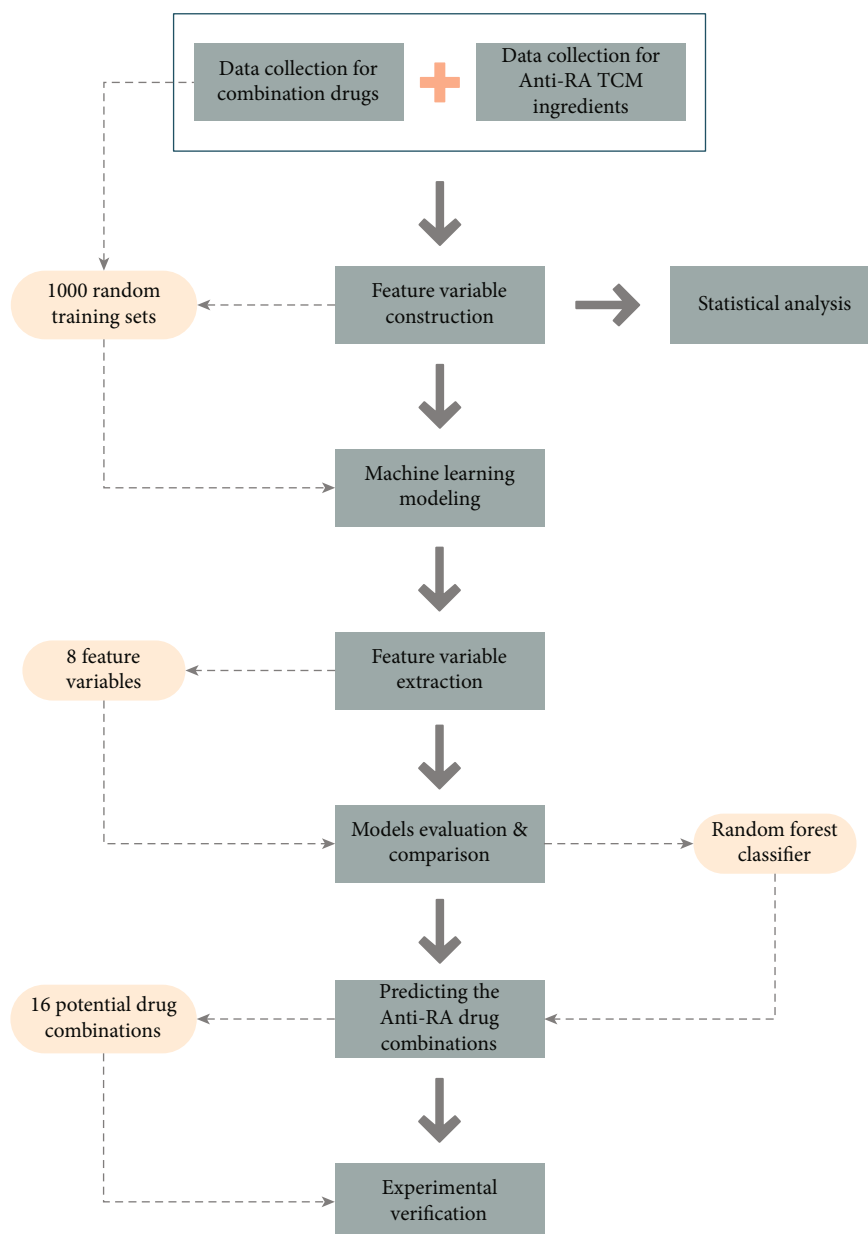 Data collection for
combination drugs
Data collection for
Anti-RA TCM
ingredients
1000 random
training sets
Feature variable
construction
Statistical analysis
Machine learning
modeling
8 feature
variables
Feature variable
extraction
Models evaluation &
comparison
Random forest
classifier
16 potential drug
combinations
Predicting the
Anti-RA drug
combinations
Experimental
verification